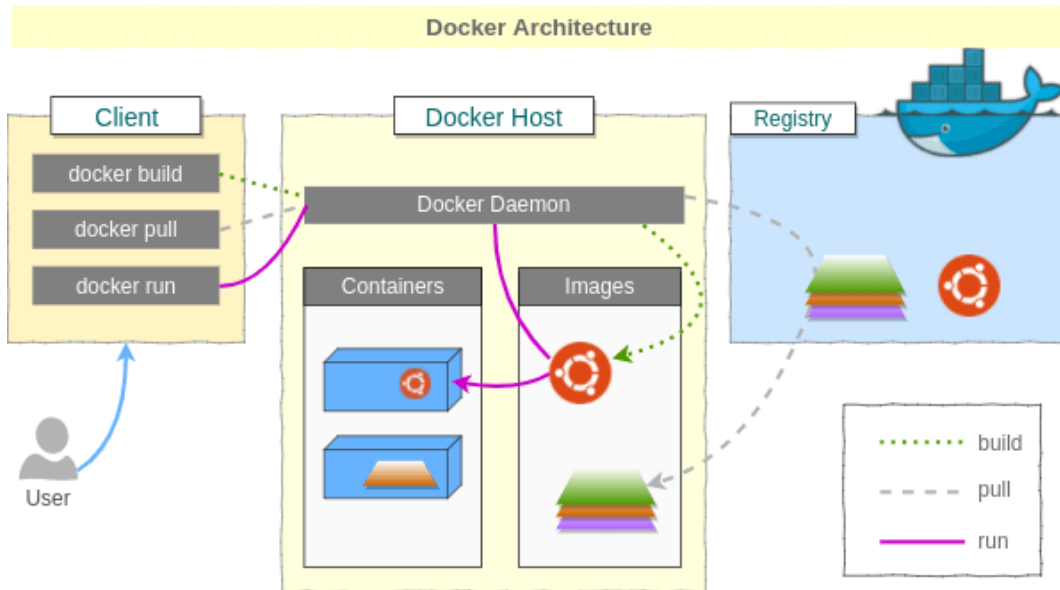 Docker Architecture
Client
docker build
docker pull
docker run
User
Docker Host
Docker Daemon
Containers
Images
Registry
build
pull
run